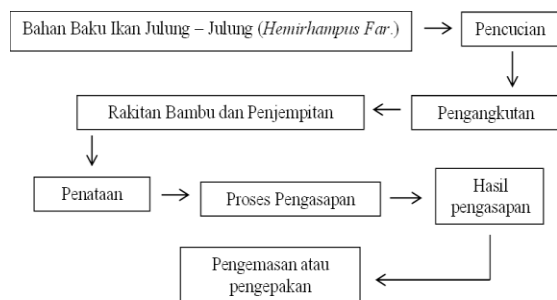 Bahan Baku Ikan Julung – Julung (Hemirhampus Far.)
Pencucian
Pengangkutan
Rakitan Bambu dan Penjempitan
Penataan
Proses Pengasapan
Hasil
pengasapan
Pengemasan atau
pengepakan